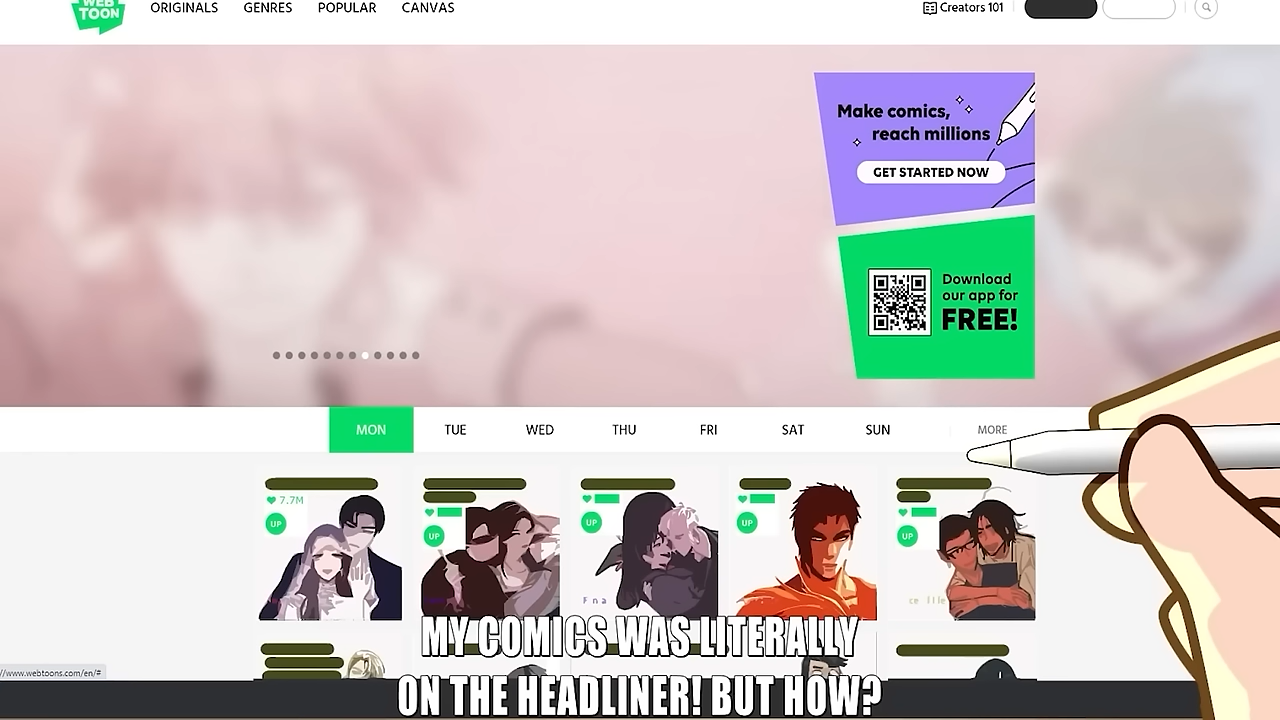 WEB
TOON
ORIGINALS GENRES POPULAR CANVAS
Creators 101
Make comics,
reach millions
GET STARTED NOW
Download
our app for
FREE!
MON TUE WED THU FRI SAT SUN MORE
7.7M
UP
UP
UP
UP
UP
MY COMICS WAS LITERALLY
ON THE HEADLINER! BUT HOW?
//www.webtoons.com/en/#